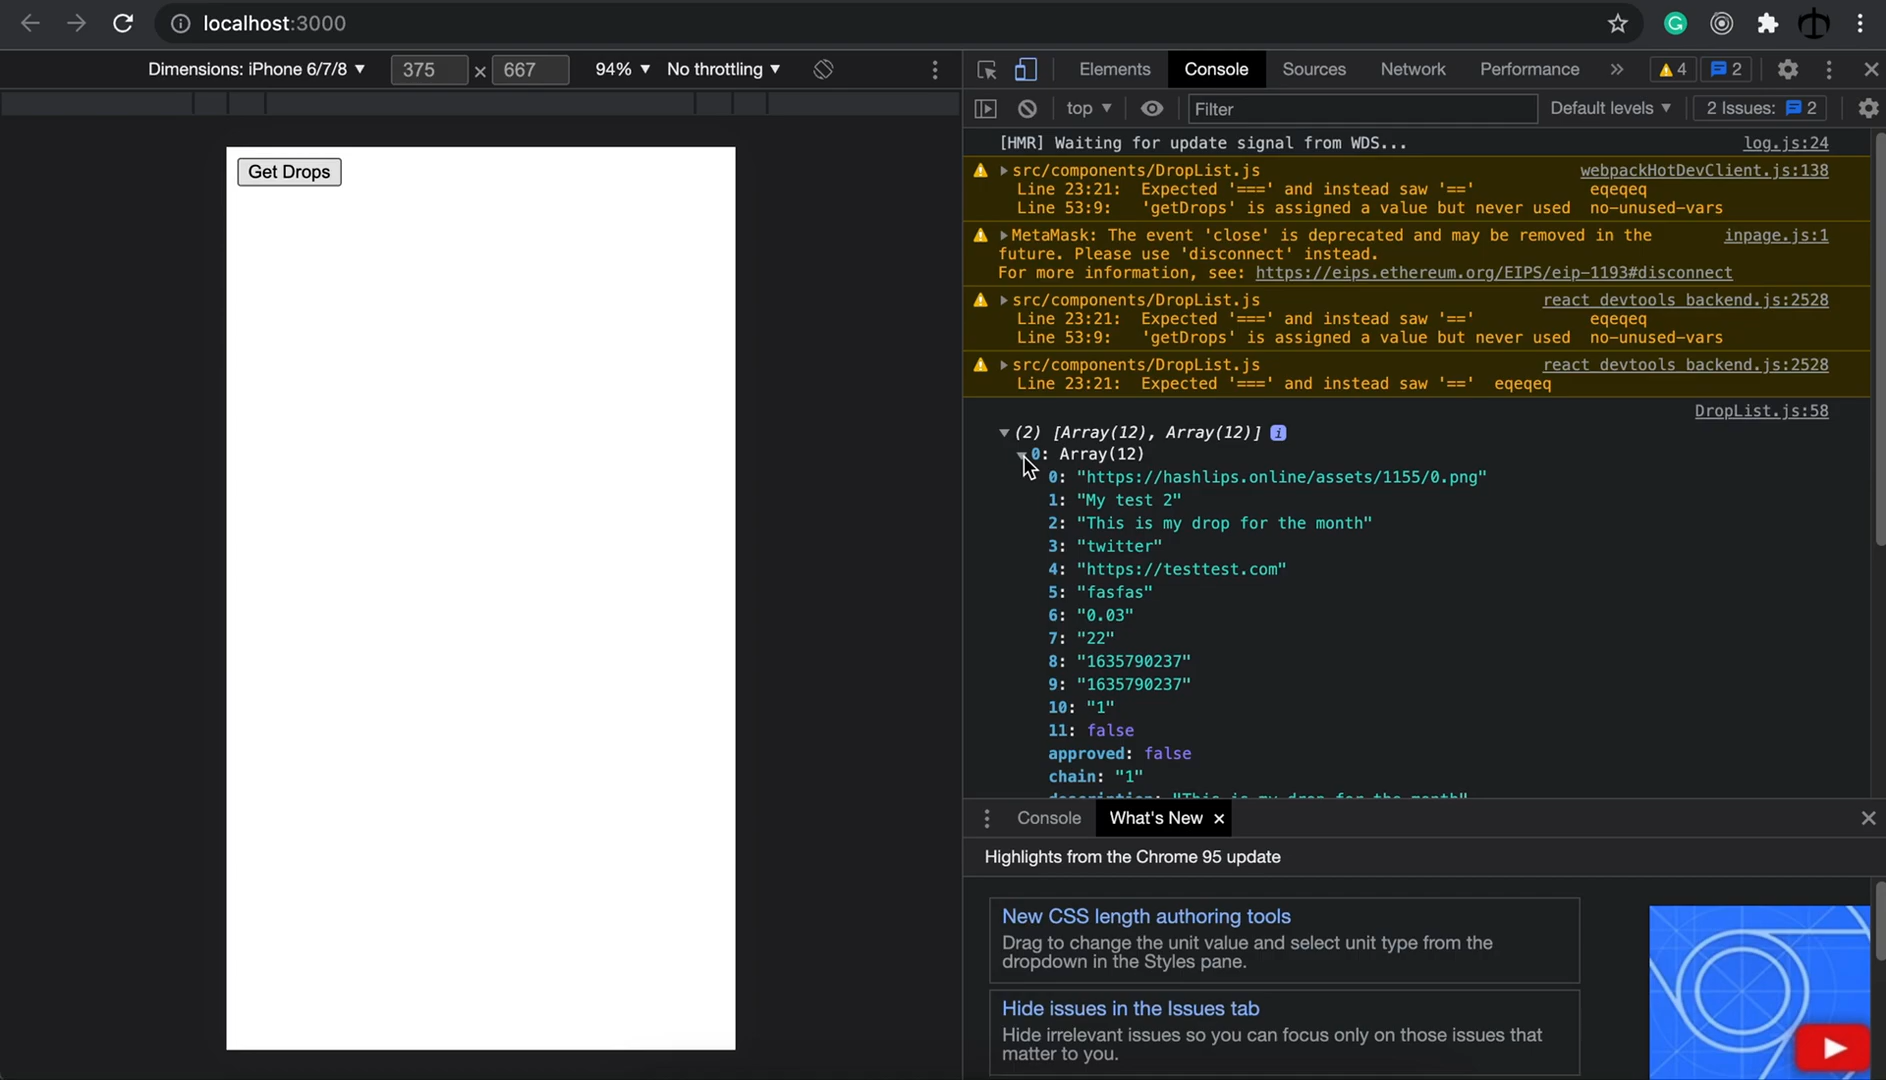 localhost:3000
Dimensions: iPhone 6/7/8 ▼ 375 × 667 94% ▼ No throttling ▼
Elements Console Sources Network Performance » 4 2
top ▼ Filter Default levels ▼ 2 Issues: 2
Get Drops
[HMR] Waiting for update signal from WDS... log.js:24
src/components/DropList.js webpackHotDevClient.js:138
Line 23:21: Expected '===' and instead saw '==' eqeqeq
Line 53:9: 'getDrops' is assigned a value but never used no-unused-vars
MetaMask: The event 'close' is deprecated and may be removed in the inpage.js:1
future. Please use 'disconnect' instead.
For more information, see: https://eips.ethereum.org/EIPS/eip-1193#disconnect
src/components/DropList.js react_devtools_backend.js:2528
Line 23:21: Expected '===' and instead saw '==' eqeqeq
Line 53:9: 'getDrops' is assigned a value but never used no-unused-vars
src/components/DropList.js react_devtools_backend.js:2528
Line 23:21: Expected '===' and instead saw '==' eqeqeq
DropList.js:58
(2) [Array(12), Array(12)] i
0: Array(12)
0: "https://hashlips.online/assets/1155/0.png"
1: "My test 2"
2: "This is my drop for the month"
3: "twitter"
4: "https://testtest.com"
5: "fasfas"
6: "0.03"
7: "22"
8: "1635790237"
9: "1635790237"
10: "1"
11: false
approved: false
chain: "1"
description: "This is my drop for the month"
Console What's New ×
Highlights from the Chrome 95 update
New CSS length authoring tools
Drag to change the unit value and select unit type from the
dropdown in the Styles pane.
Hide issues in the Issues tab
Hide irrelevant issues so you can focus only on those issues that
matter to you.